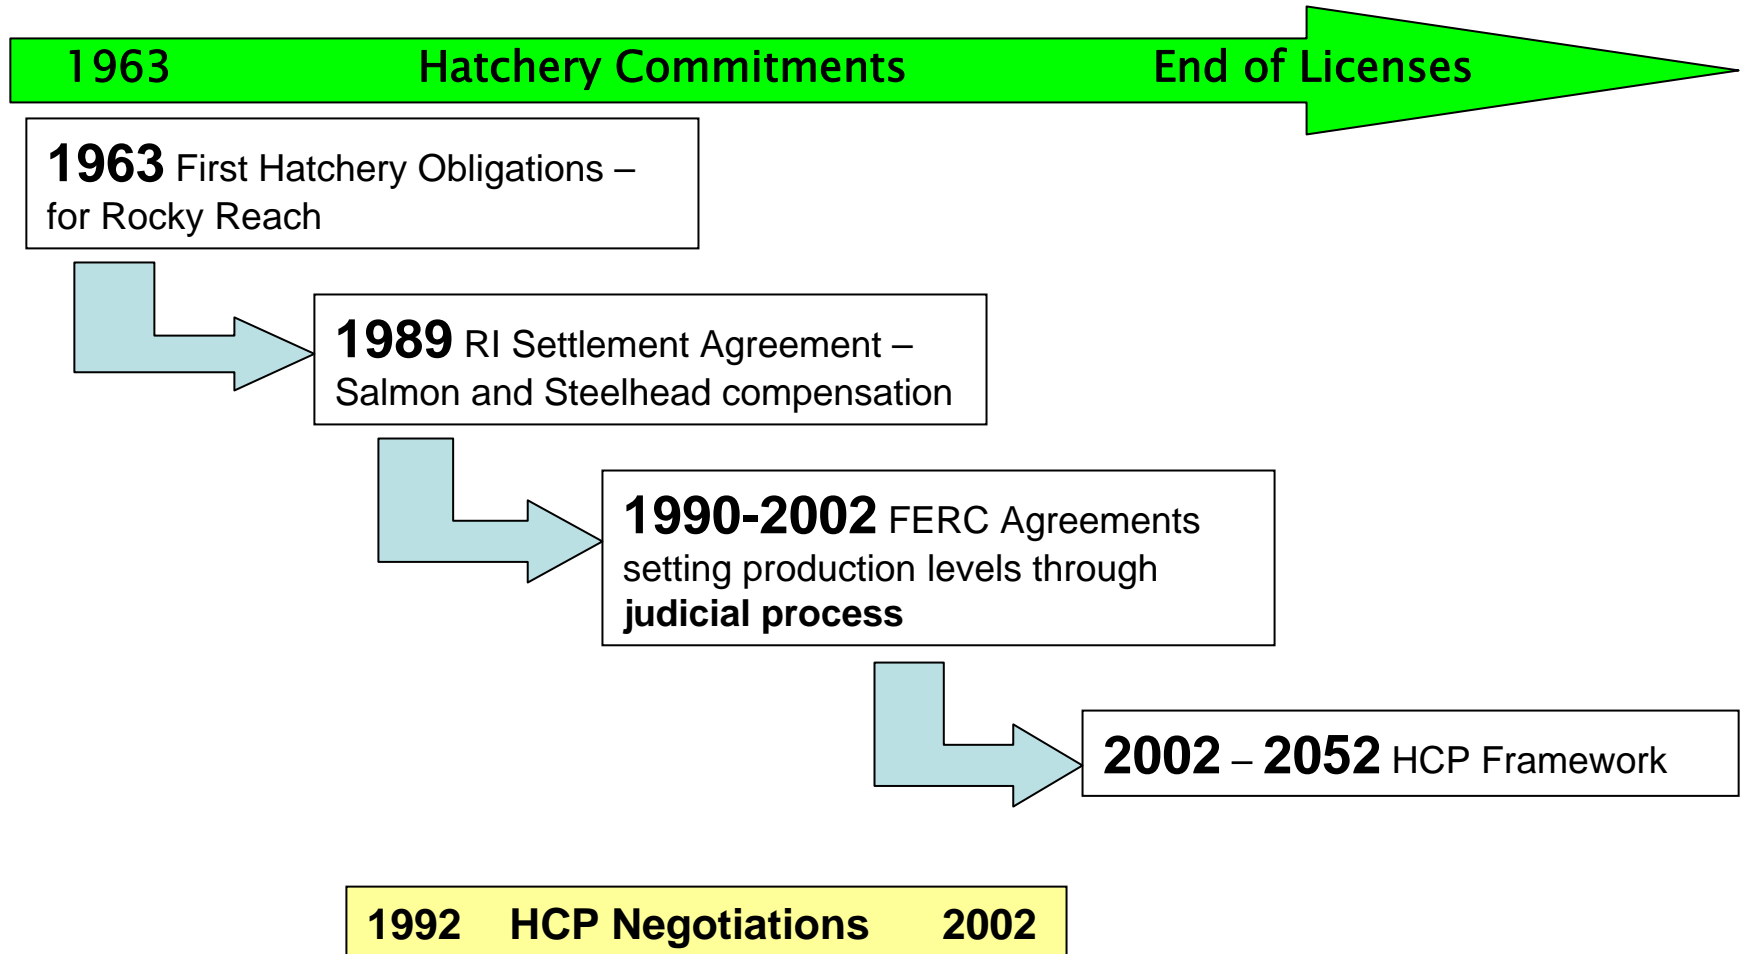 1963 Hatchery Commitments End of Licenses
1963 First Hatchery Obligations –
for Rocky Reach
1989 RI Settlement Agreement –
Salmon and Steelhead compensation
1990-2002 FERC Agreements
setting production levels through
judicial process
2002 – 2052 HCP Framework
1992 HCP Negotiations 2002